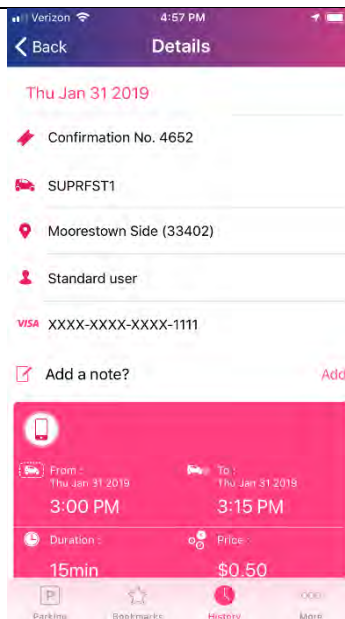 Verizon 4:57 PM
Back Details
Thu Jan 31 2019
Confirmation No. 4652
SUPRFST1
Moorestown Side (33402)
Standard user
VISA XXXX-XXXX-XXXX-1111
Add a note? Add
From : To :
Thu Jan 31 2019 Thu Jan 31 2019
3:00 PM 3:15 PM
Duration : Price :
15min $0.50
P
Parking Bookmarks History More